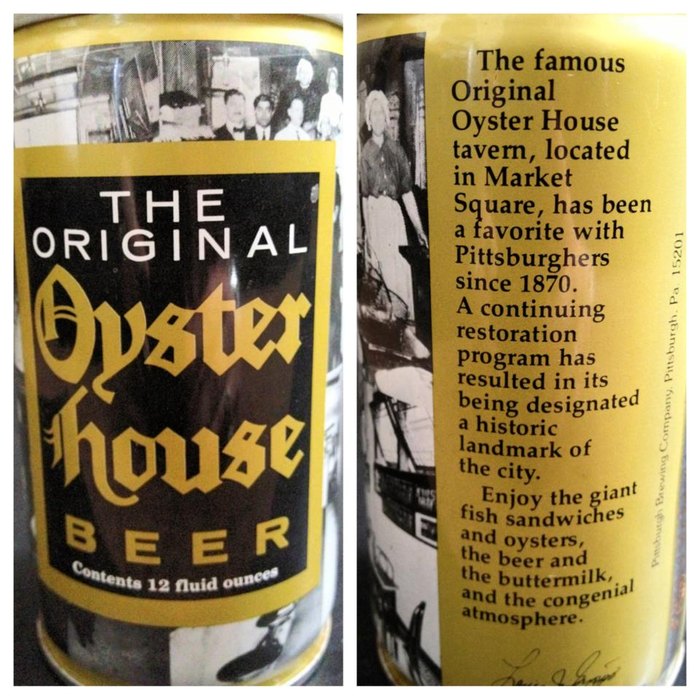 THE
ORIGINAL
Oyster
house
BEER
Contents 12 fluid ounces
The famous
Original
Oyster House
tavern, located
in Market
Square, has been
a favorite with
Pittsburghers
since 1870.
A continuing
restoration
program has
resulted in its
being designated
a historic
landmark of
the city.
Enjoy the giant
fish sandwiches
and oysters,
the beer and
the buttermilk,
and the congenial
atmosphere.
Pittsburgh Brewing Company, Pittsburgh, Pa 15201